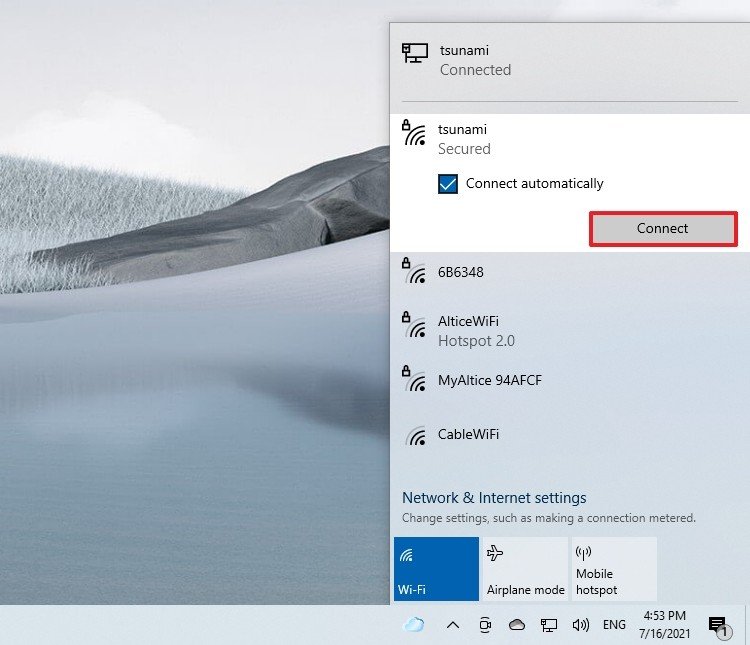 tsunami
Connected
tsunami
Secured
Connect automatically
Connect
6B6348
AlticeWiFi
Hotspot 2.0
MyAltice 94AFCF
CableWiFi
Network & Internet settings
Change settings, such as making a connection metered.
Wi-Fi
Airplane mode
Mobile
hotspot
ENG
4:53 PM
7/16/2021
1